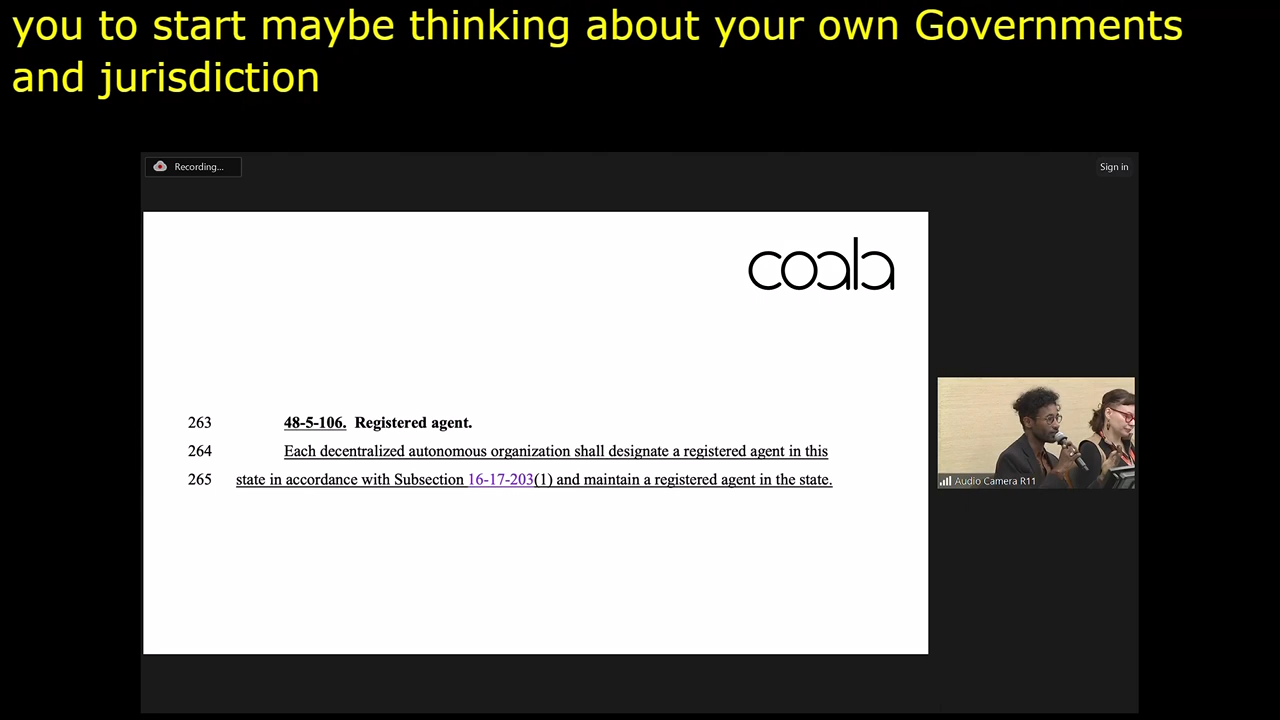 you to start maybe thinking about your own Governments
and jurisdiction
Recording...
Sign in
coala
263 48-5-106. Registered agent.
264 Each decentralized autonomous organization shall designate a registered agent in this
265 state in accordance with Subsection 16-17-203(1) and maintain a registered agent in the state.
Audio Camera R11